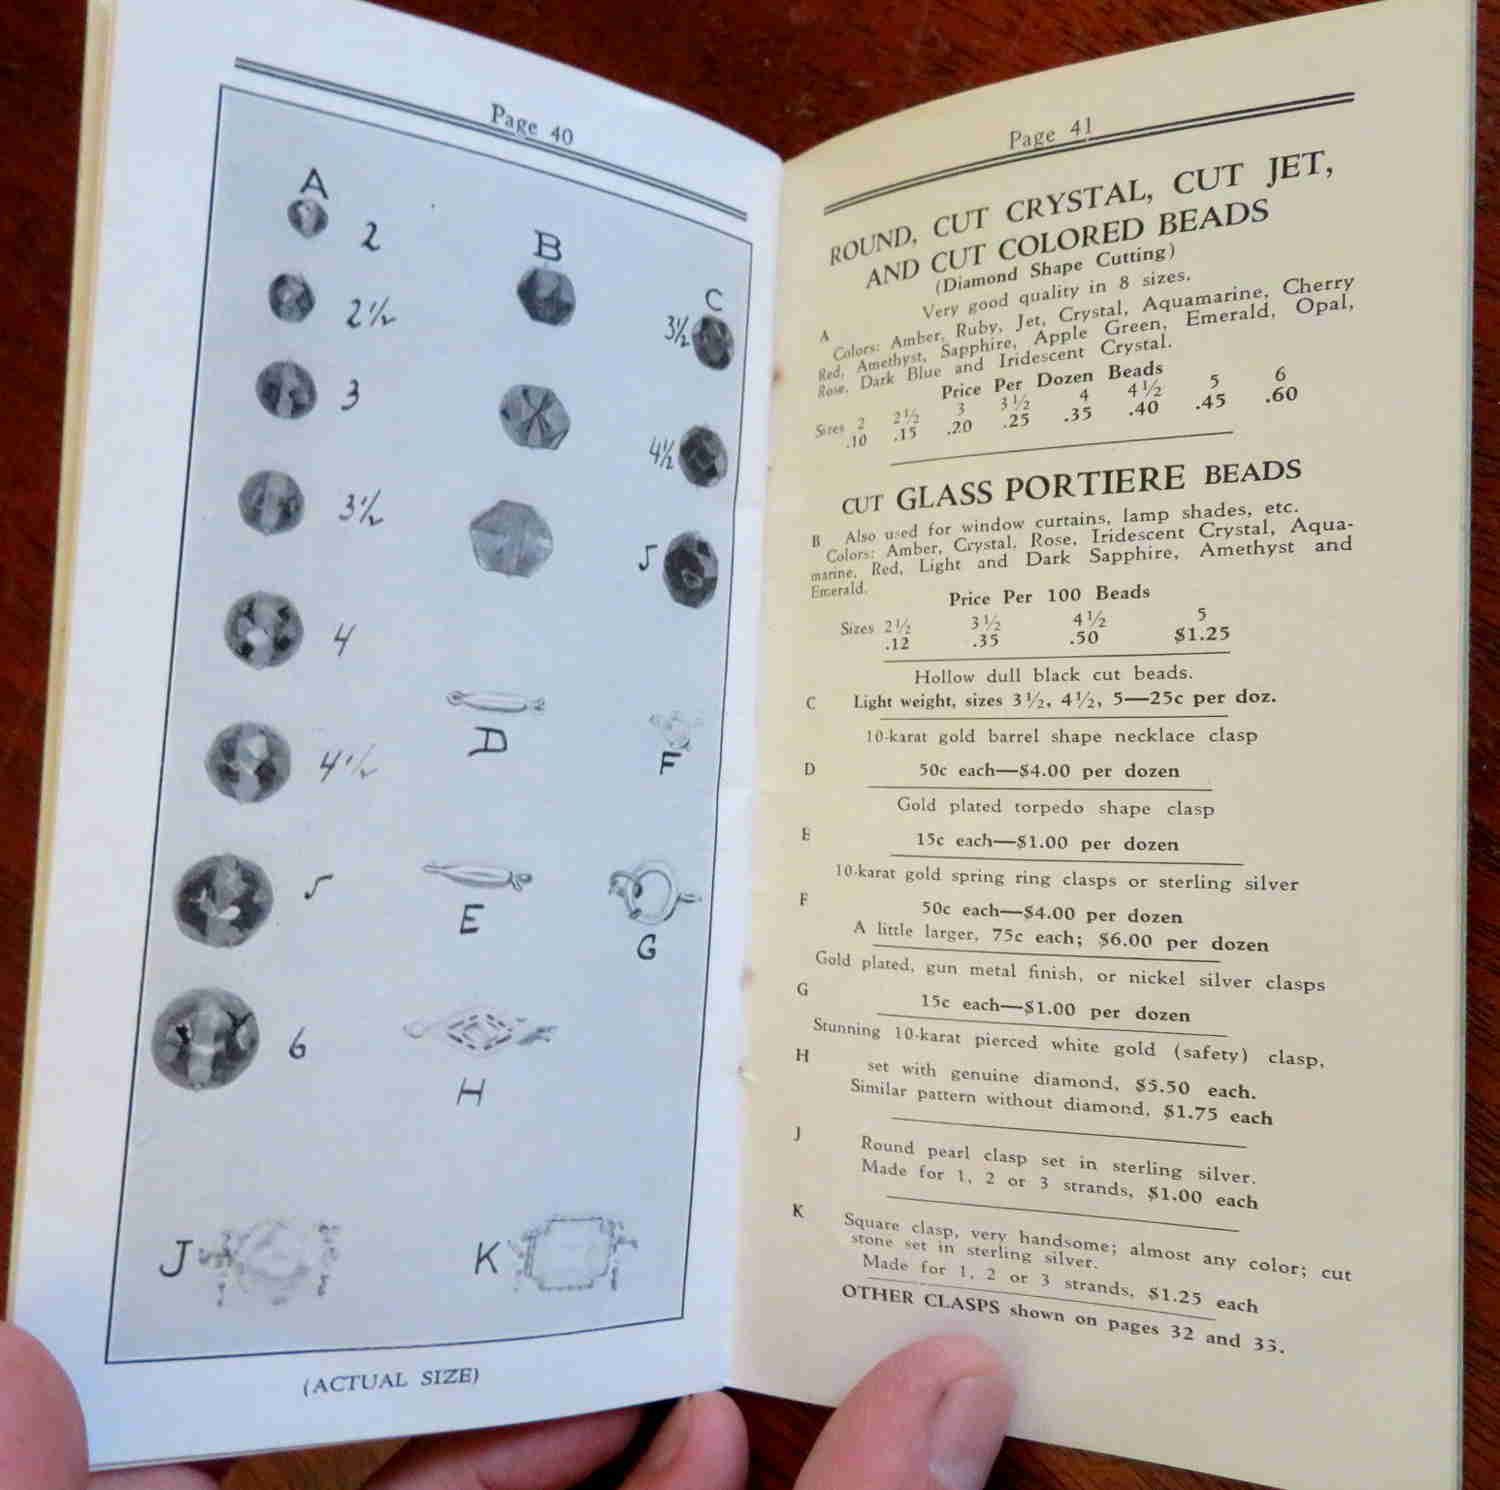 Page 40
A
2
B
2½
C
3½
3
4½
3½
5
4
D
F
4½
E
G
5
H
6
J
K
(ACTUAL SIZE)
Page 41
ROUND, CUT CRYSTAL, CUT JET,
AND CUT COLORED BEADS
(Diamond Shape Cutting)
Very good quality in 8 sizes.
A
Colors: Amber, Ruby, Jet, Crystal, Aquamarine, Cherry
Red, Amethyst, Sapphire, Apple Green, Emerald, Opal,
Rose, Dark Blue and Iridescent Crystal.
Price Per Dozen Beads
Sizes 2 2½ 3 3½ 4 4½ 5 6
.10 .15 .20 .25 .35 .40 .45 .60
CUT GLASS PORTIERE BEADS
B Also used for window curtains, lamp shades, etc.
Colors: Amber, Crystal, Rose, Iridescent Crystal, Aqua-
marine, Red, Light and Dark Sapphire, Amethyst and
Emerald.
Price Per 100 Beads
Sizes 2½ 3½ 4½ 5
.12 .35 .50 $1.25
Hollow dull black cut beads.
C Light weight, sizes 3½, 4½, 5—25c per doz.
10-karat gold barrel shape necklace clasp
D 50c each—$4.00 per dozen
Gold plated torpedo shape clasp
E 15c each—$1.00 per dozen
10-karat gold spring ring clasps or sterling silver
F 50c each—$4.00 per dozen
A little larger, 75c each; $6.00 per dozen
Gold plated, gun metal finish, or nickel silver clasps
G 15c each—$1.00 per dozen
Stunning 10-karat pierced white gold (safety) clasp,
H set with genuine diamond, $5.50 each.
Similar pattern without diamond, $1.75 each
J Round pearl clasp set in sterling silver.
Made for 1, 2 or 3 strands, $1.00 each
K Square clasp, very handsome; almost any color; cut
stone set in sterling silver.
Made for 1, 2 or 3 strands, $1.25 each
OTHER CLASPS shown on pages 32 and 33.